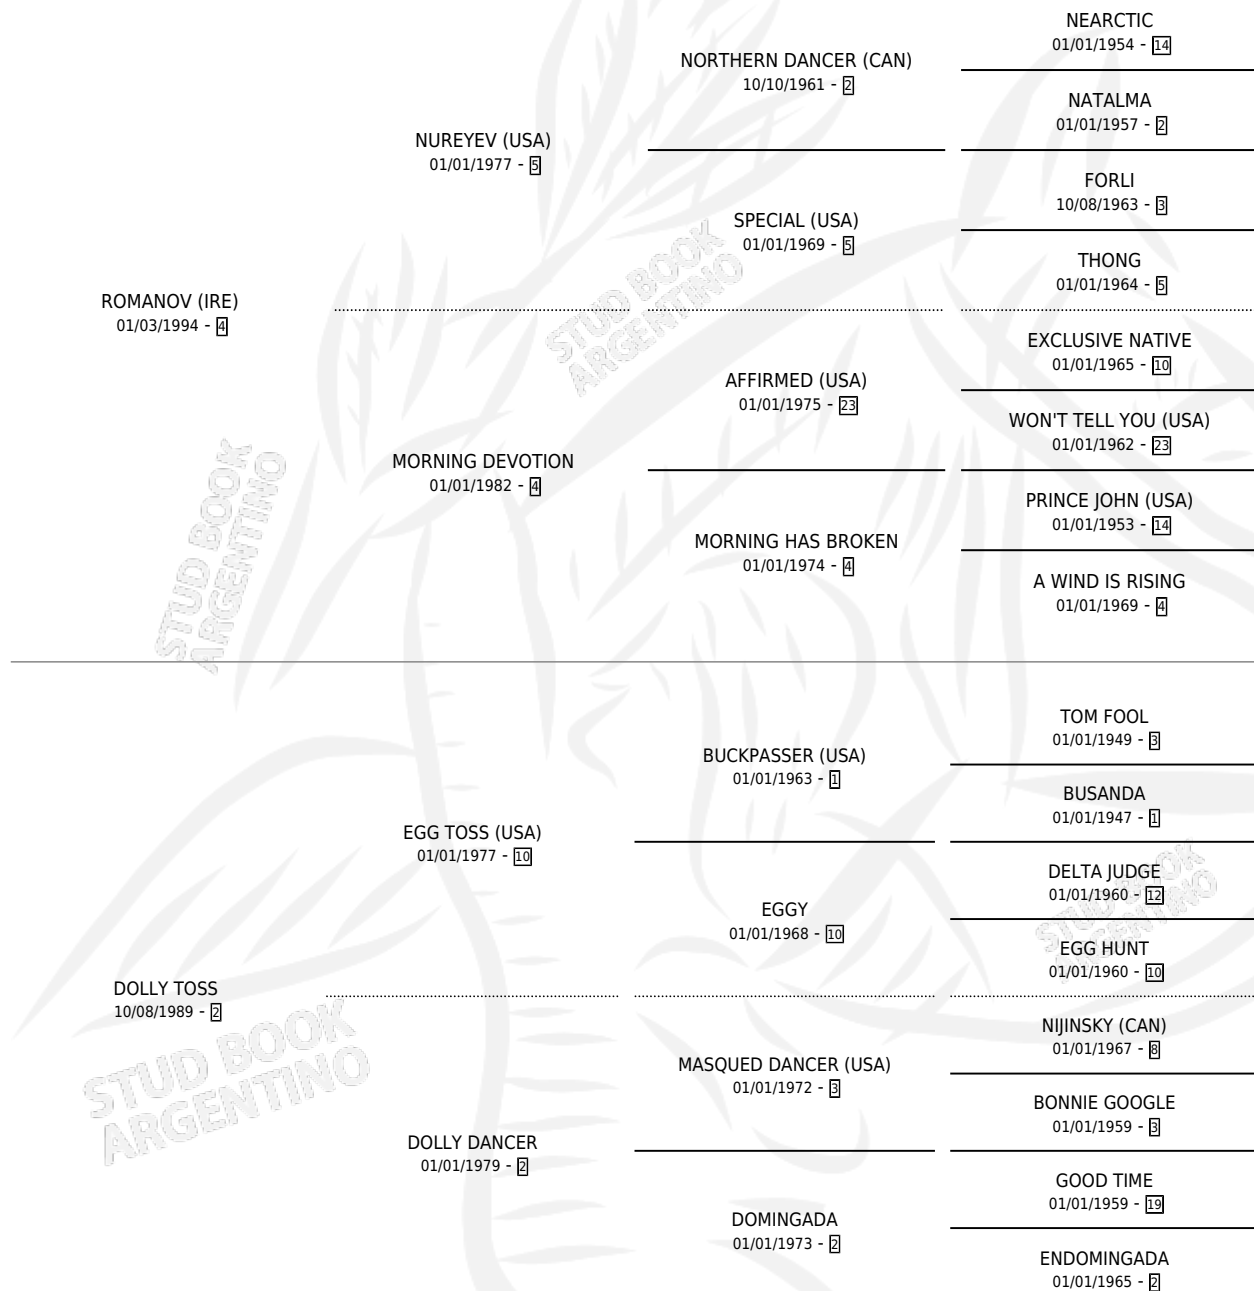 NEARCTIC
01/01/1954 - 14
NORTHERN DANCER (CAN)
10/10/1961 - 2
NATALMA
01/01/1957 - 2
NUREYEV (USA)
01/01/1977 - 5
FORLI
10/08/1963 - 3
SPECIAL (USA)
01/01/1969 - 5
THONG
01/01/1964 - 5
ROMANOV (IRE)
01/03/1994 - 4
STUD BOOK
ARGENTINO
EXCLUSIVE NATIVE
01/01/1965 - 10
AFFIRMED (USA)
01/01/1975 - 23
WON'T TELL YOU (USA)
01/01/1962 - 23
MORNING DEVOTION
01/01/1982 - 4
PRINCE JOHN (USA)
01/01/1953 - 14
MORNING HAS BROKEN
01/01/1974 - 4
A WIND IS RISING
01/01/1969 - 4
STUD BOOK
ARGENTINO
TOM FOOL
01/01/1949 - 3
BUCKPASSER (USA)
01/01/1963 - 1
BUSANDA
01/01/1947 - 1
EGG TOSS (USA)
01/01/1977 - 10
DELTA JUDGE
01/01/1960 - 12
EGGY
01/01/1968 - 10
EGG HUNT
01/01/1960 - 10
STUD BOOK
ARGENTINO
DOLLY TOSS
10/08/1989 - 2
NIJINSKY (CAN)
01/01/1967 - 8
MASQUED DANCER (USA)
01/01/1972 - 3
BONNIE GOOGLE
01/01/1959 - 3
STUD BOOK
ARGENTINO
DOLLY DANCER
01/01/1979 - 2
GOOD TIME
01/01/1959 - 19
DOMINGADA
01/01/1973 - 2
ENDOMINGADA
01/01/1965 - 2